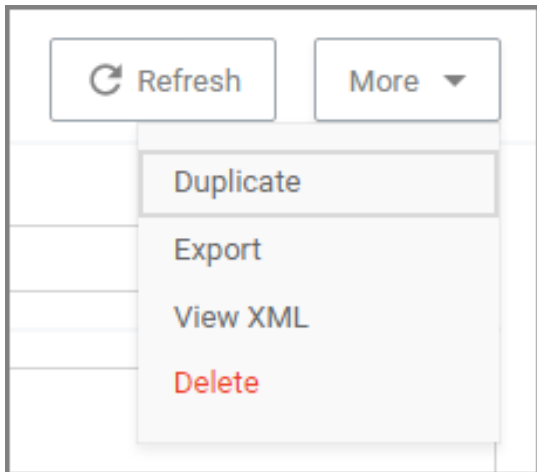 Refresh
More
Duplicate
Export
View XML
Delete